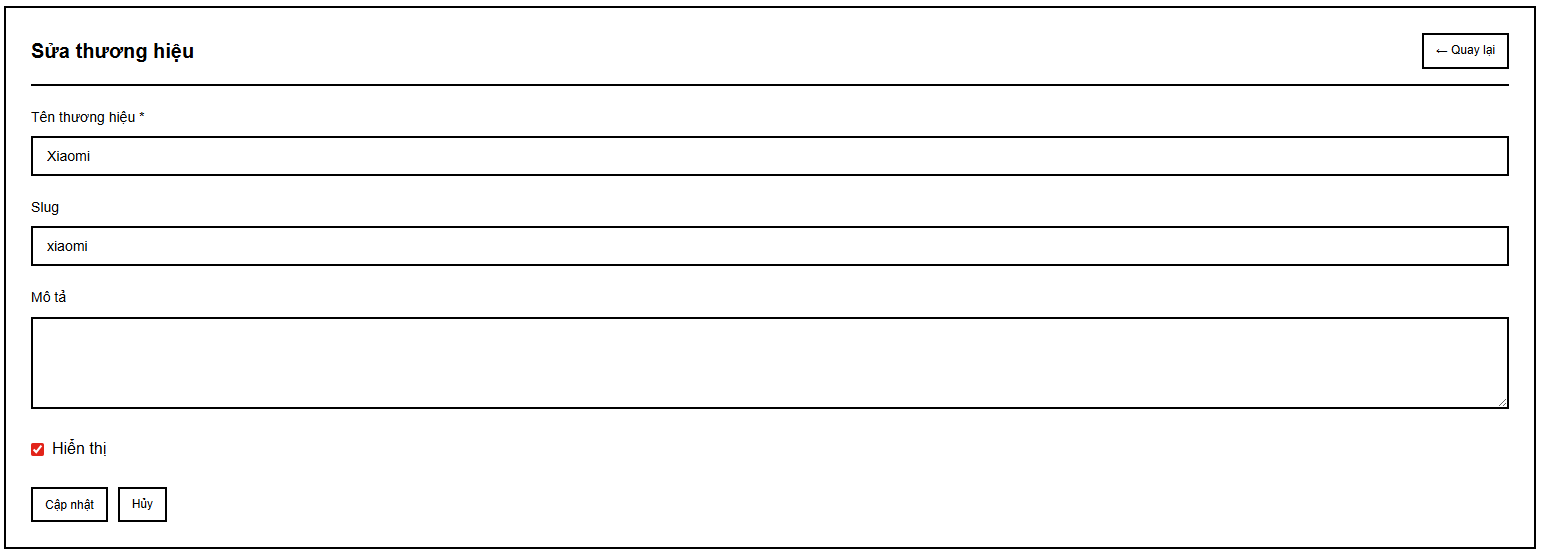 Sửa thương hiệu
← Quay lại
Tên thương hiệu *
Xiaomi
Slug
xiaomi
Mô tả
Hiển thị
Cập nhật Hủy